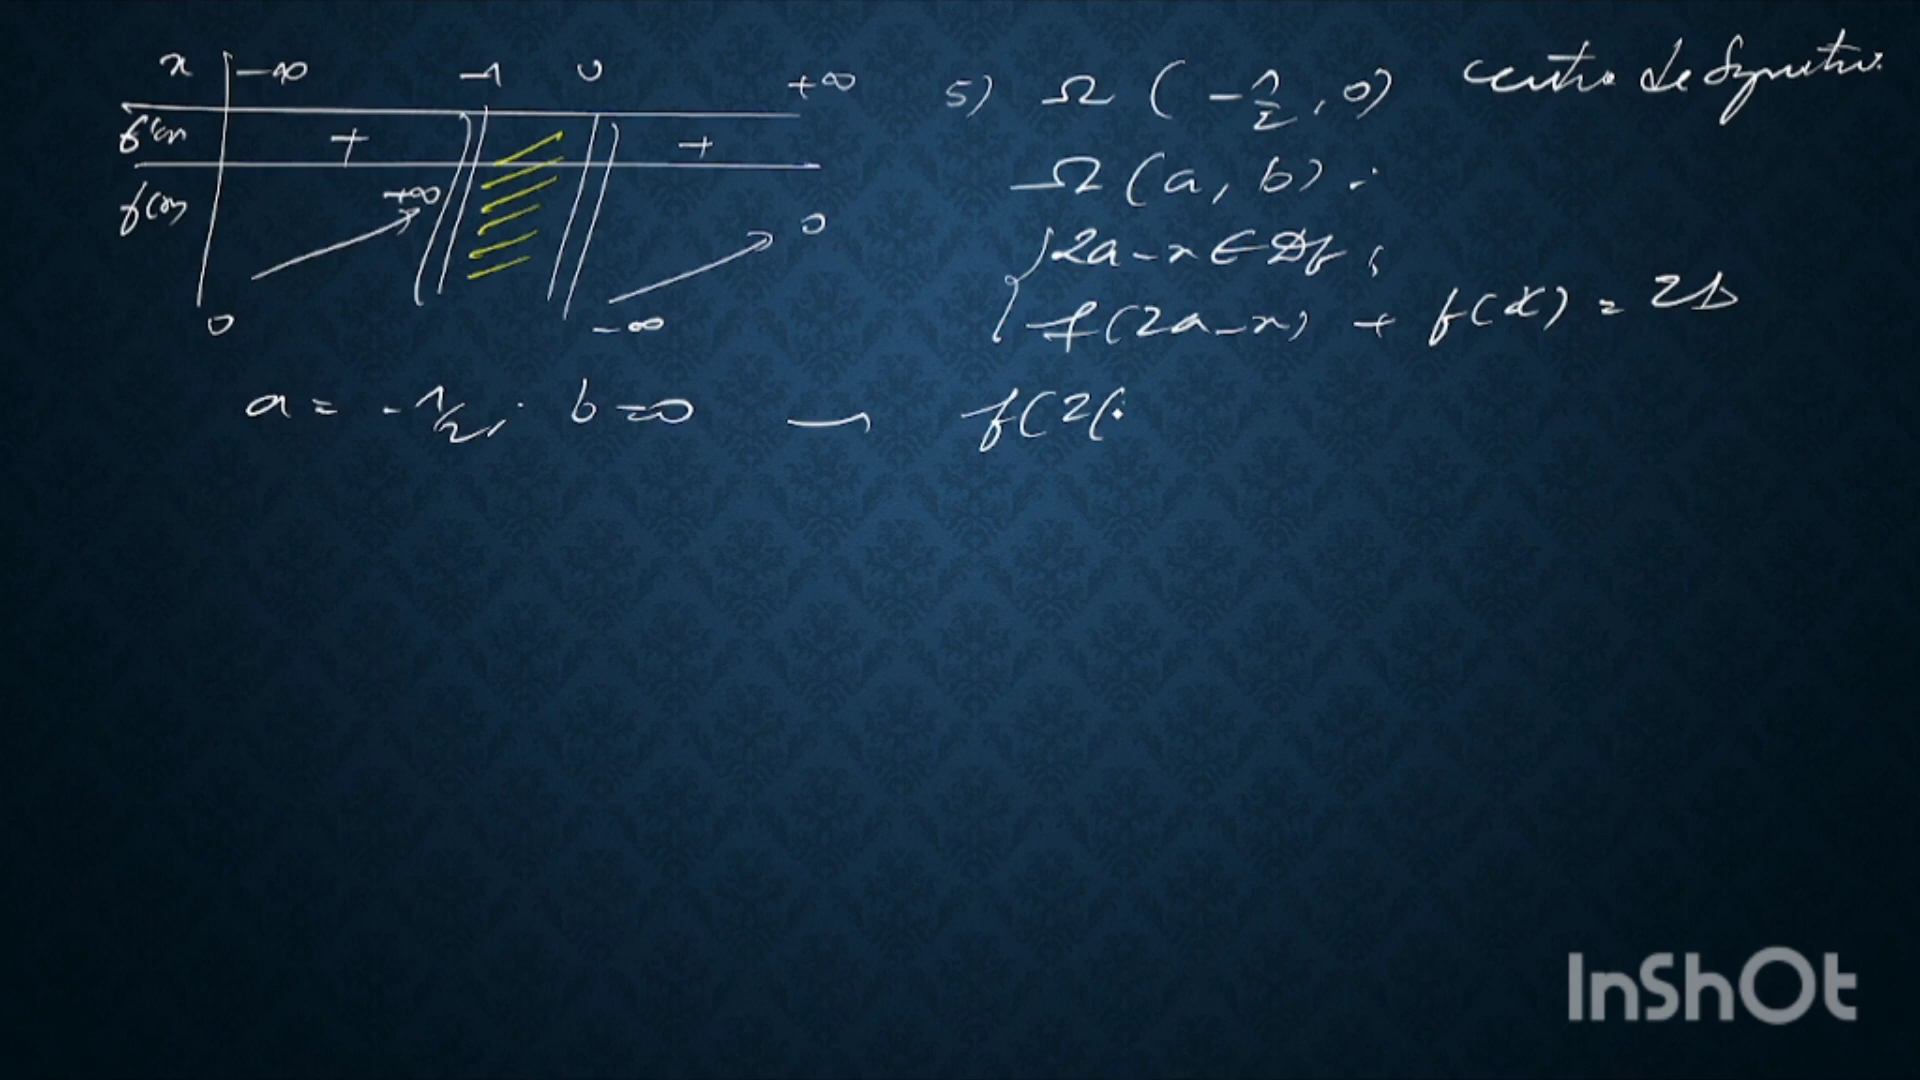 x | -∞ -1 0 +∞
f'(x) + +
f(x) 0 +∞ -∞ 0
5) Ω (-1/2, 0) centre de Symétrie.
Ω (a, b).
2a-x ∈ Df ;
f(2a-x) + f(x) = 2b
a = -1/2, b=0 f(2(
InShOt